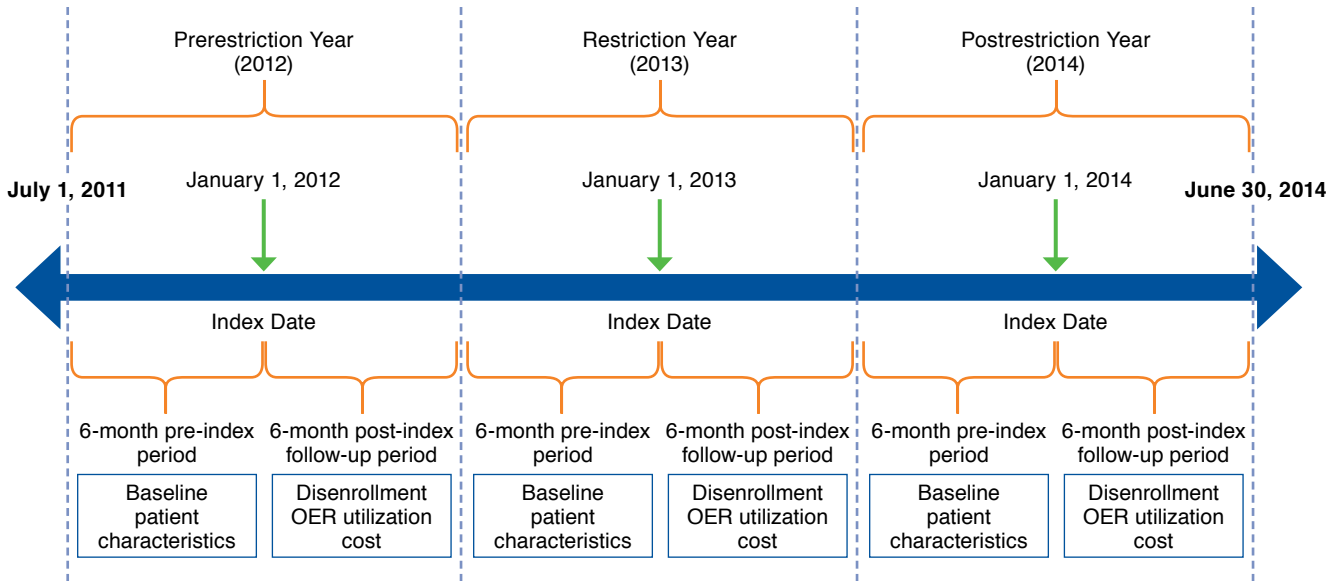 Prerestriction Year
(2012)
Restriction Year
(2013)
Postrestriction Year
(2014)
July 1, 2011
January 1, 2012
January 1, 2013
January 1, 2014
June 30, 2014
Index Date
Index Date
Index Date
6-month pre-index
period
6-month post-index
follow-up period
6-month pre-index
period
6-month post-index
follow-up period
6-month pre-index
period
6-month post-index
follow-up period
Baseline
patient
characteristics
Disenrollment
OER utilization
cost
Baseline
patient
characteristics
Disenrollment
OER utilization
cost
Baseline
patient
characteristics
Disenrollment
OER utilization
cost